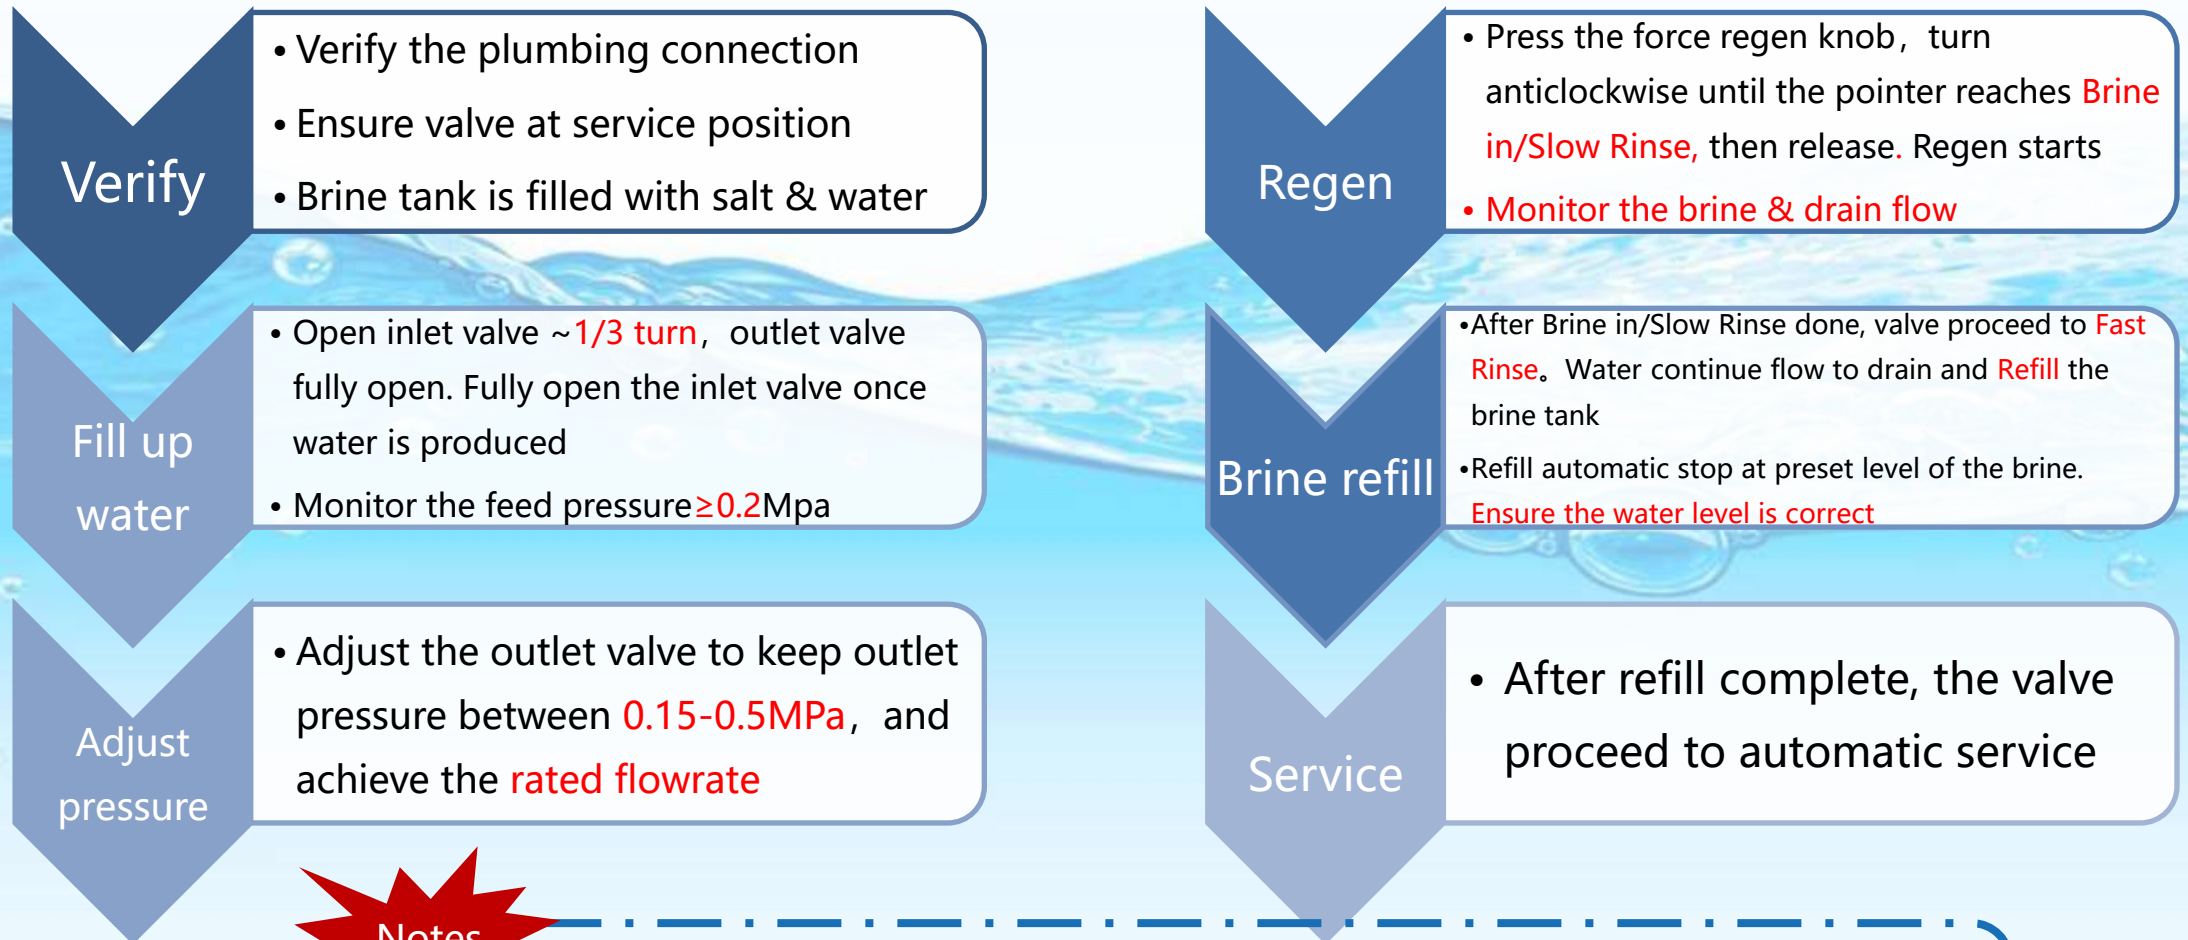 Verify
• Verify the plumbing connection
• Ensure valve at service position
• Brine tank is filled with salt & water
Fill up
water
• Open inlet valve ~1/3 turn，outlet valve
fully open. Fully open the inlet valve once
water is produced
• Monitor the feed pressure≥0.2Mpa
Adjust
pressure
• Adjust the outlet valve to keep outlet
pressure between 0.15-0.5MPa，and
achieve the rated flowrate
Regen
• Press the force regen knob，turn
anticlockwise until the pointer reaches Brine
in/Slow Rinse, then release. Regen starts
• Monitor the brine & drain flow
Brine refill
•After Brine in/Slow Rinse done, valve proceed to Fast
Rinse。Water continue flow to drain and Refill the
brine tank
•Refill automatic stop at preset level of the brine.
Ensure the water level is correct
Service
• After refill complete, the valve
proceed to automatic service
Notes